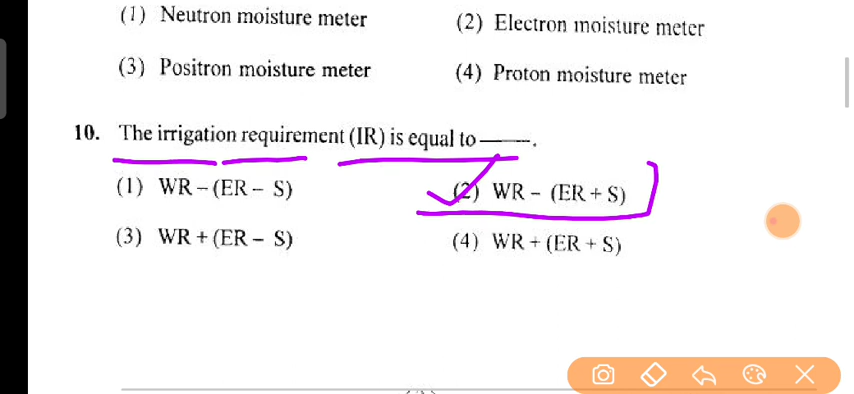 (1) Neutron moisture meter (2) Electron moisture meter
(3) Positron moisture meter (4) Proton moisture meter
10. The irrigation requirement (IR) is equal to ———.
(1) WR – (ER – S) (2) WR – (ER + S)
(3) WR + (ER – S) (4) WR + (ER + S)